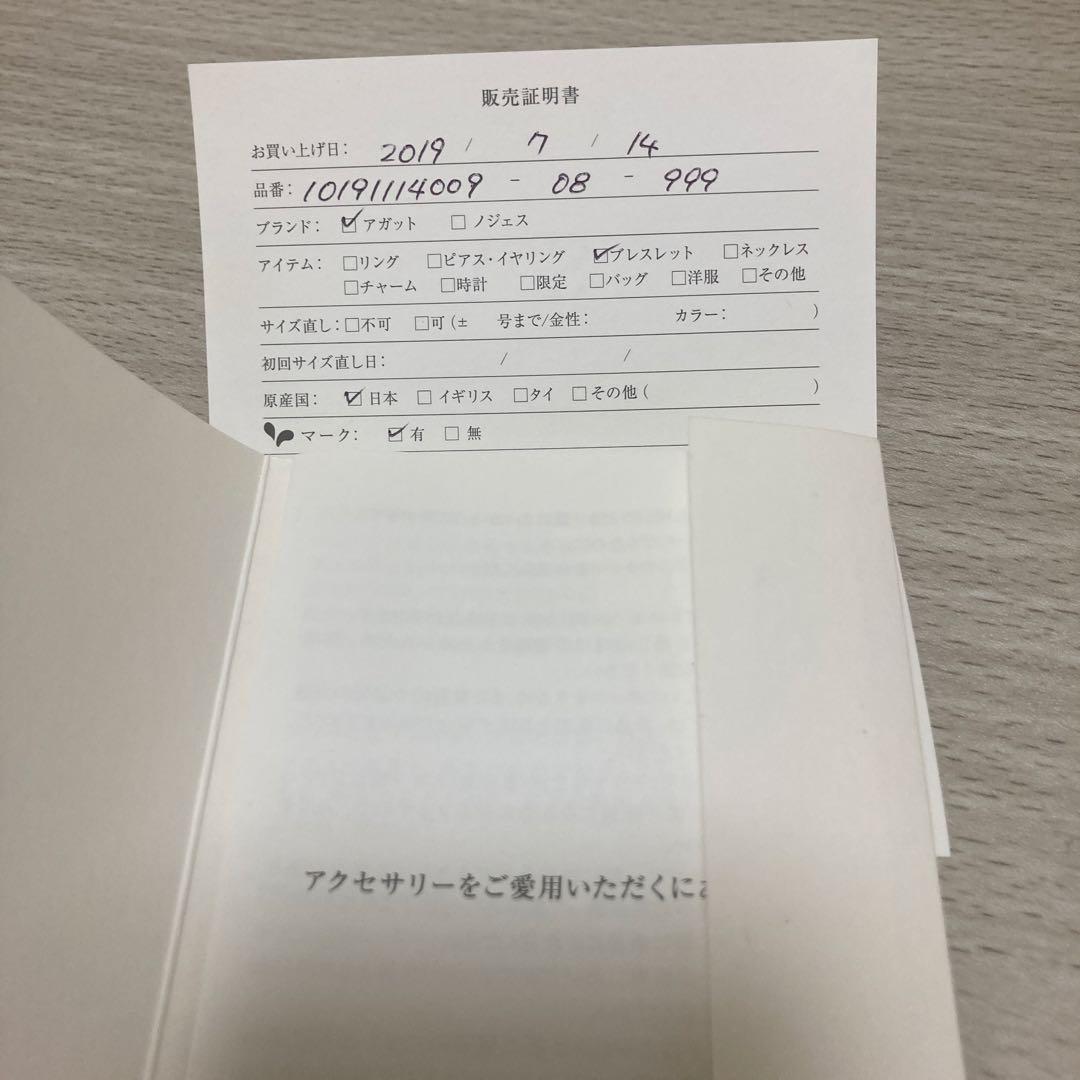 販売証明書
お買い上げ日： 2019 / 7 / 14
品番：10191114009 - 08 - 999
ブランド： ☑アガット □ノジェス
アイテム： □リング □ピアス・イヤリング ☑ブレスレット □ネックレス
□チャーム □時計 □限定 □バッグ □洋服 □その他
サイズ直し：□不可 □可（± 号まで/金性： カラー： ）
初回サイズ直し日： / /
原産国： ☑日本 □イギリス □タイ □その他（ ）
マーク： ☑有 □無
アクセサリーをご愛用いただくに